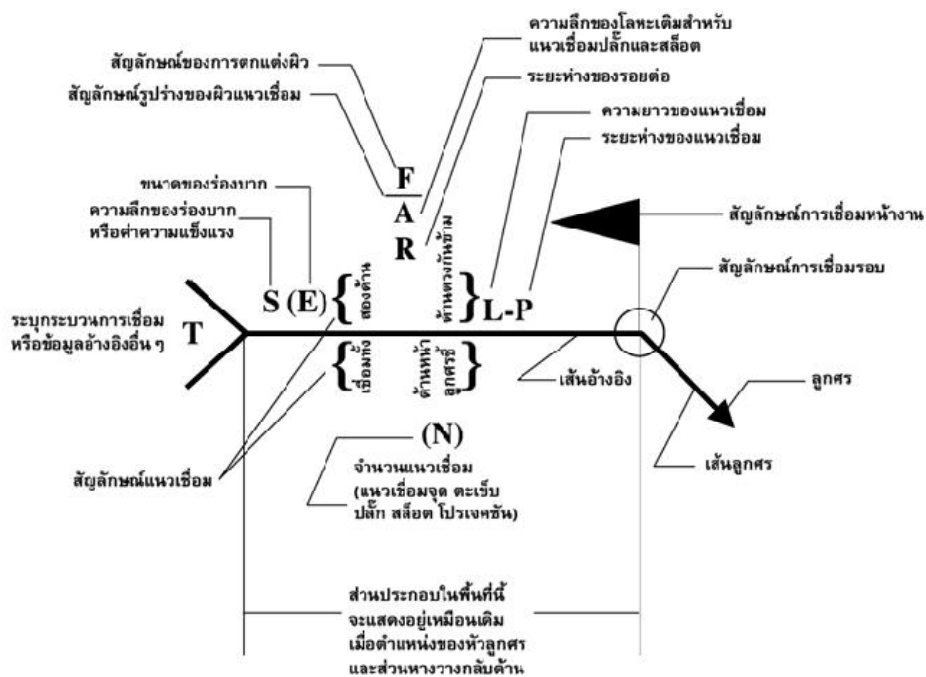 ความลึกของโลหะเติมสำหรับ
แนวเชื่อมปลั๊กและสล็อต
สัญลักษณ์ของการตกแต่งผิว
ระยะห่างของรอยต่อ
สัญลักษณ์รูปร่างของผิวแนวเชื่อม
ความยาวของแนวเชื่อม
ระยะห่างของแนวเชื่อม
F
A
R
ขนาดของร่องบาก
ความลึกของร่องบาก
หรือค่าความแข็งแรง
สัญลักษณ์การเชื่อมหน้างาน
สัญลักษณ์การเชื่อมรอบ
S (E) { สองด้าน
ด้านตรงกันข้าม } L-P
ระบุกระบวนการเชื่อม
หรือข้อมูลอ้างอิงอื่น ๆ
T
{ เชื่อมทั้ง
ด้านหน้า
ลูกศรชี้ }
เส้นอ้างอิง
ลูกศร
เส้นลูกศร
(N)
สัญลักษณ์แนวเชื่อม
จำนวนแนวเชื่อม
(แนวเชื่อมจุด ตะเข็บ
ปลั๊ก สล็อต โปรเจคชัน)
ส่วนประกอบในพื้นที่นี้
จะแสดงอยู่เหมือนเดิม
เมื่อตำแหน่งของหัวลูกศร
และส่วนหางวางกลับด้าน